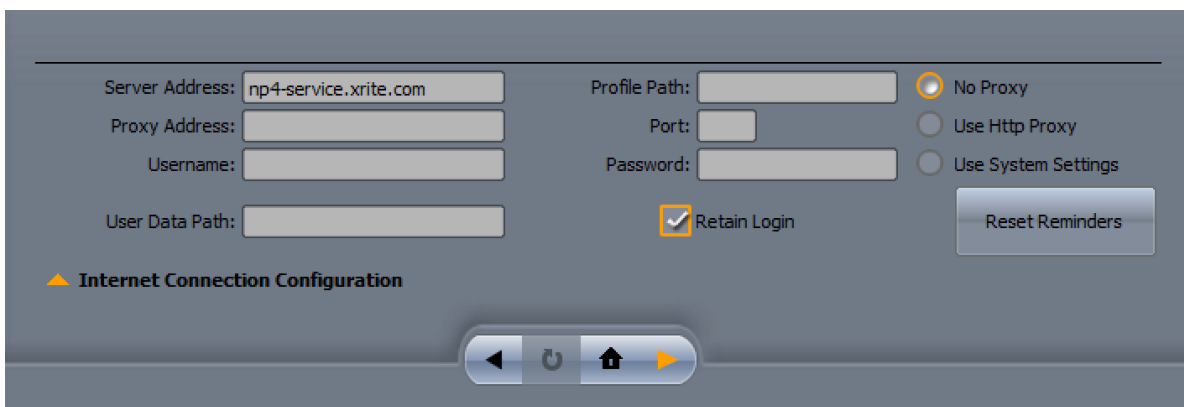 Server Address: np4-service.xrite.com Profile Path: No Proxy
Proxy Address: Port: Use Http Proxy
Username: Password: Use System Settings
User Data Path: Retain Login Reset Reminders
Internet Connection Configuration